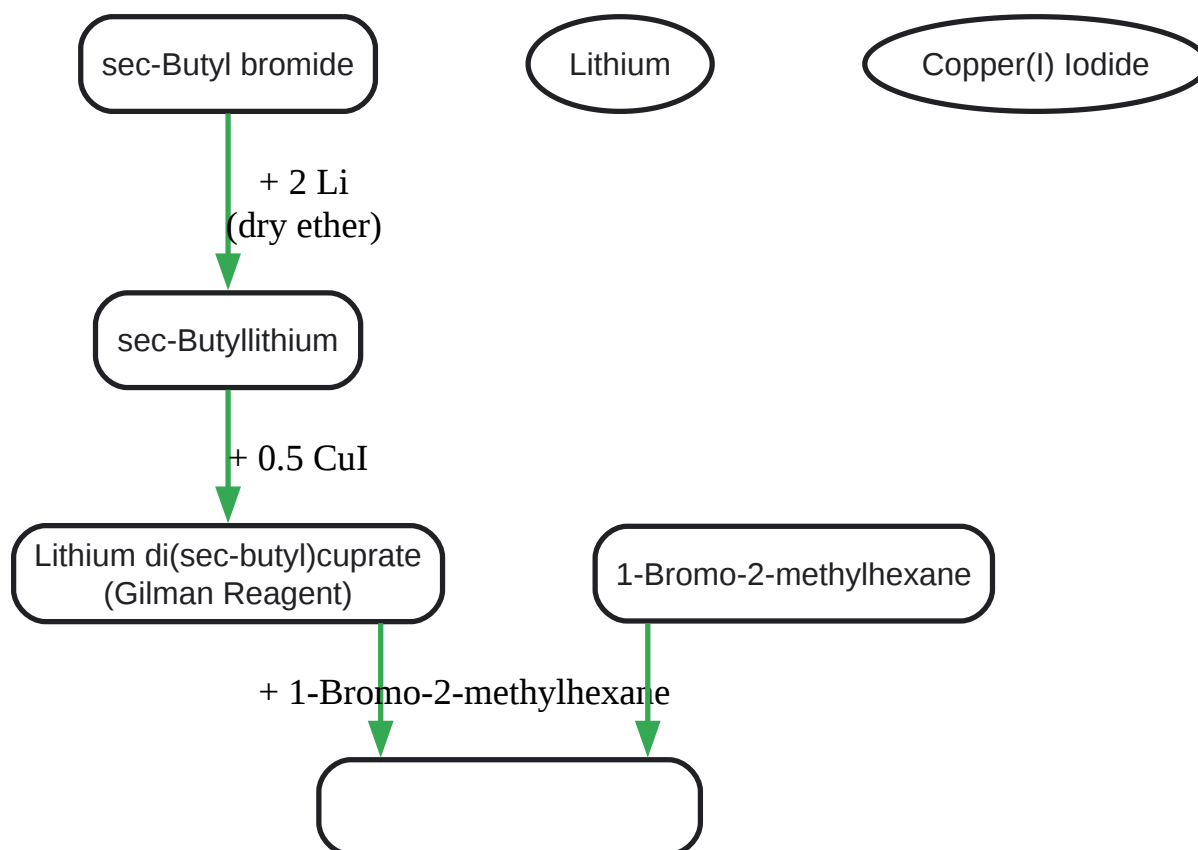 sec-Butyl bromide
Lithium
Copper(I) Iodide
+ 2 Li
(dry ether)
sec-Butyllithium
+ 0.5 CuI
Lithium di(sec-butyl)cuprate
(Gilman Reagent)
1-Bromo-2-methylhexane
+ 1-Bromo-2-methylhexane